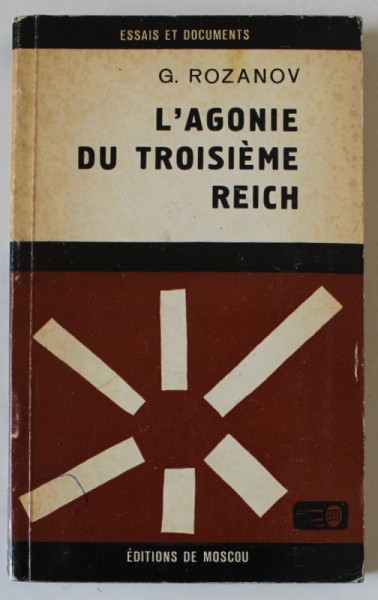 ESSAIS ET DOCUMENTS
G. ROZANOV
L'AGONIE
DU TROISIÈME
REICH
ÉDITIONS DE MOSCOU